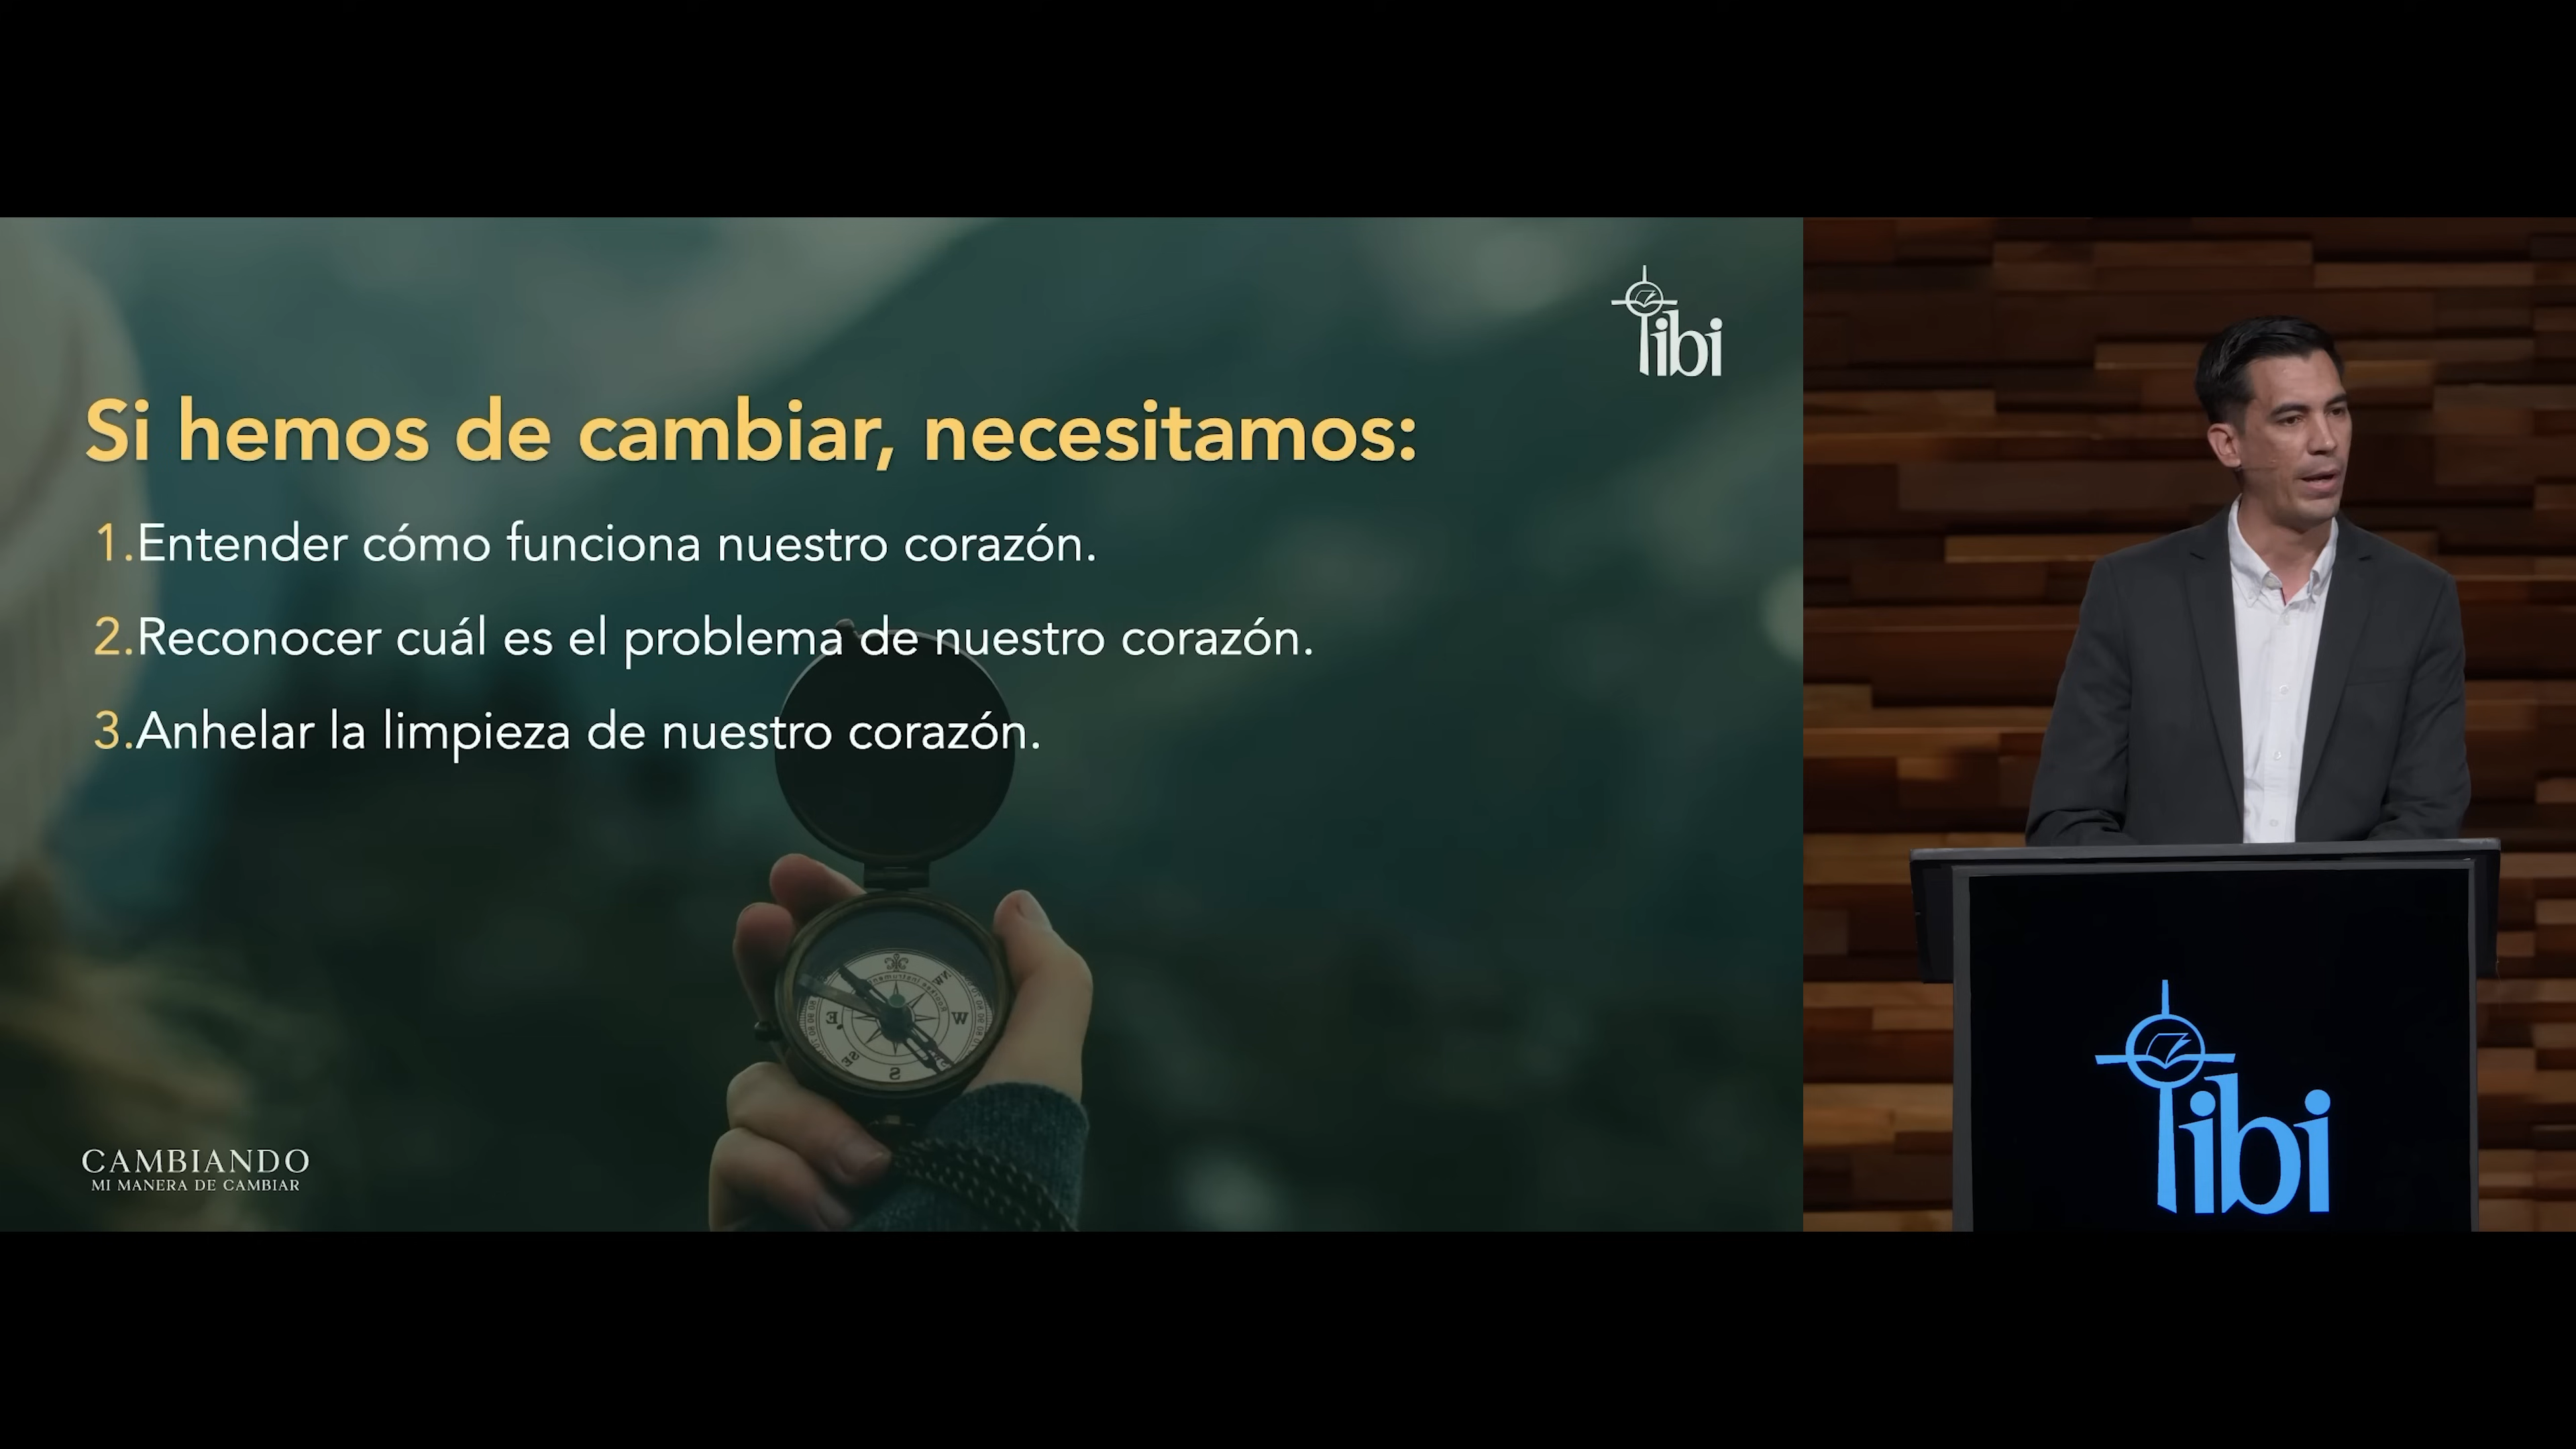 ibi
Si hemos de cambiar, necesitamos:
1.Entender cómo funciona nuestro corazón.
2.Reconocer cuál es el problema de nuestro corazón.
3.Anhelar la limpieza de nuestro corazón.
W
E
S
CAMBIANDO
MI MANERA DE CAMBIAR
ibi